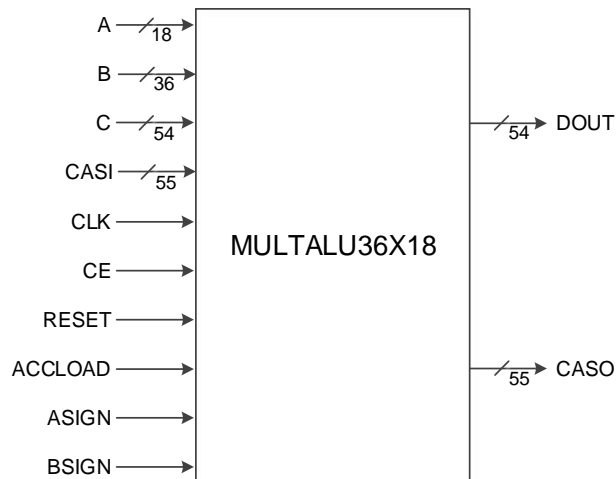 A
18
B
36
C
54
54
DOUT
CASI
55
CLK
MULTALU36X18
CE
RESET
ACCLOAD
55
CASO
ASIGN
BSIGN